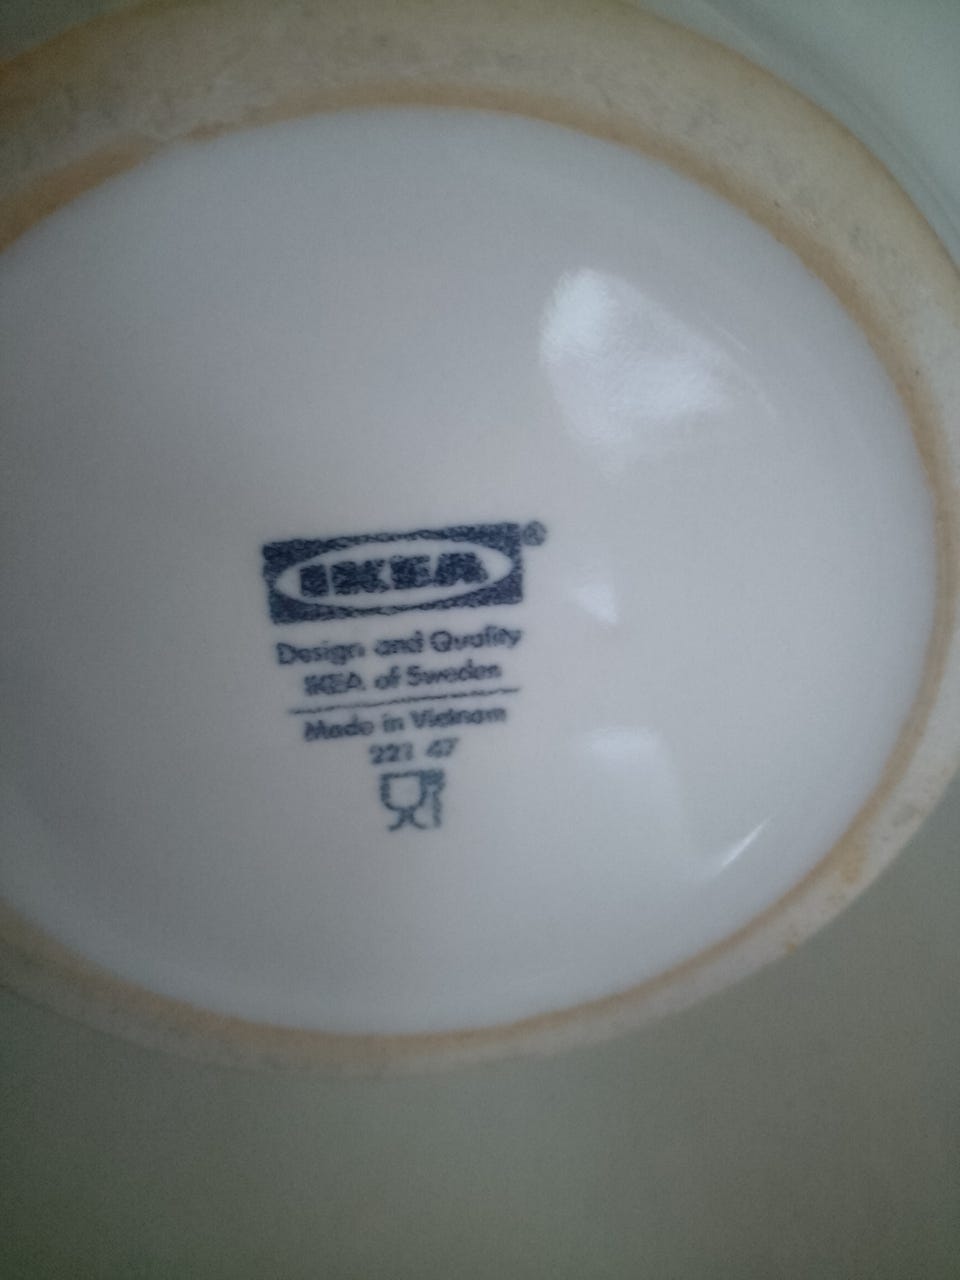 IKEA®
Design and Quality
IKEA of Sweden
Made in Vietnam
221 47